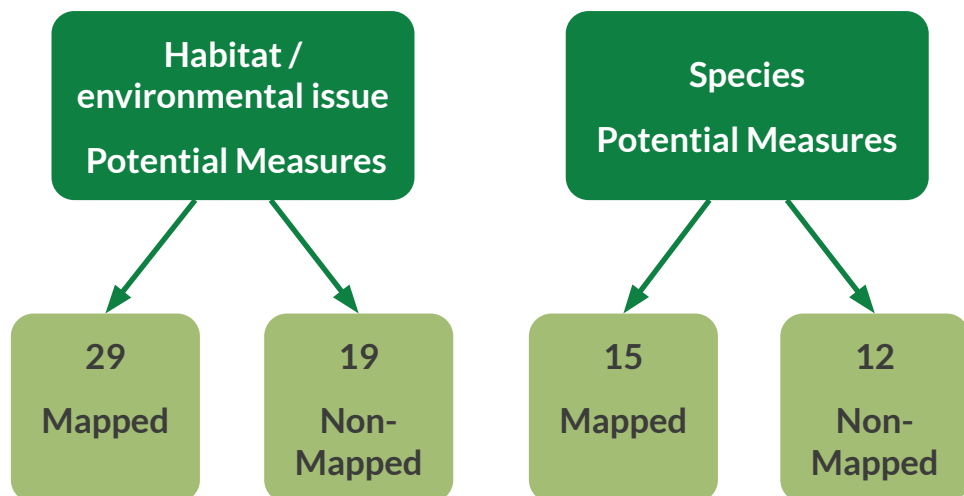 Habitat /
environmental issue
Potential Measures
Species
Potential Measures
29
Mapped
19
Non-
Mapped
15
Mapped
12
Non-
Mapped